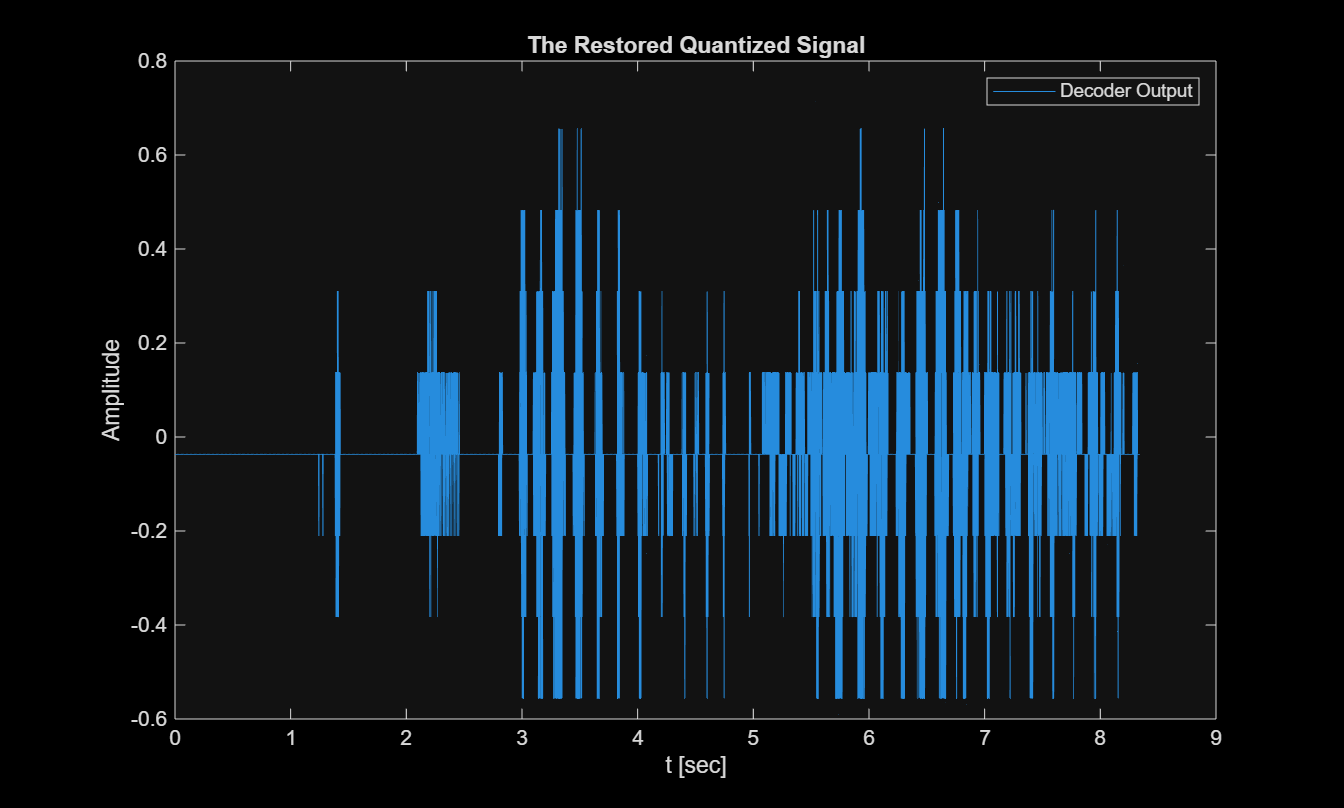 The Restored Quantized Signal
Decoder Output
0.8
0.6
0.4
0.2
0
-0.2
-0.4
-0.6
Amplitude
0 1 2 3 4 5 6 7 8 9
t [sec]